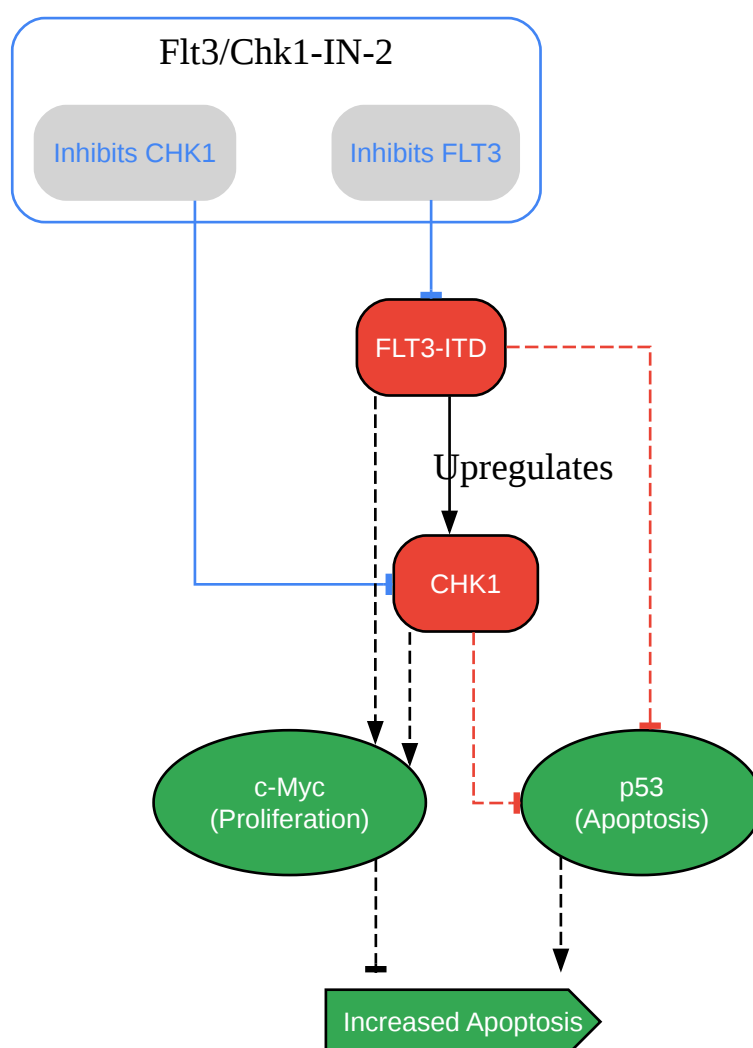 Flt3/Chk1-IN-2
Inhibits CHK1
Inhibits FLT3
FLT3-ITD
Upregulates
CHK1
c-Myc
(Proliferation)
p53
(Apoptosis)
Increased Apoptosis